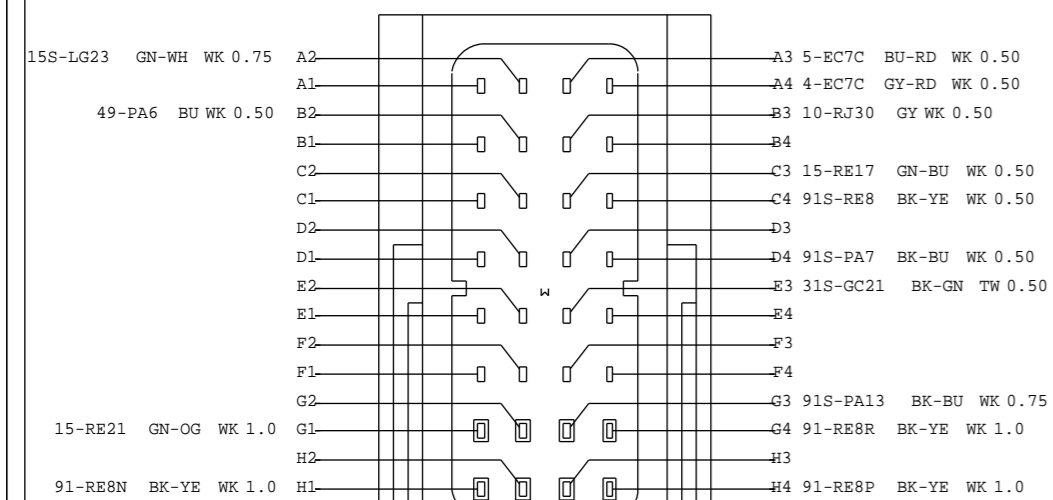 15S-LG23 GN-WH WK 0.75 A2 A3 5-EC7C BU-RD WK 0.50
A1 A4 4-EC7C GY-RD WK 0.50
49-PA6 BU WK 0.50 B2 B3 10-RJ30 GY WK 0.50
B1 B4
C2 C3 15-RE17 GN-BU WK 0.50
C1 C4 91S-RE8 BK-YE WK 0.50
D2 D3
D1 D4 91S-PA7 BK-BU WK 0.50
E2 W E3 31S-GC21 BK-GN TW 0.50
E1 E4
F2 F3
F1 F4
G2 G3 91S-PA13 BK-BU WK 0.75
15-RE21 GN-OG WK 1.0 G1 G4 91-RE8R BK-YE WK 1.0
H2 H3
91-RE8N BK-YE WK 1.0 H1 H4 91-RE8P BK-YE WK 1.0